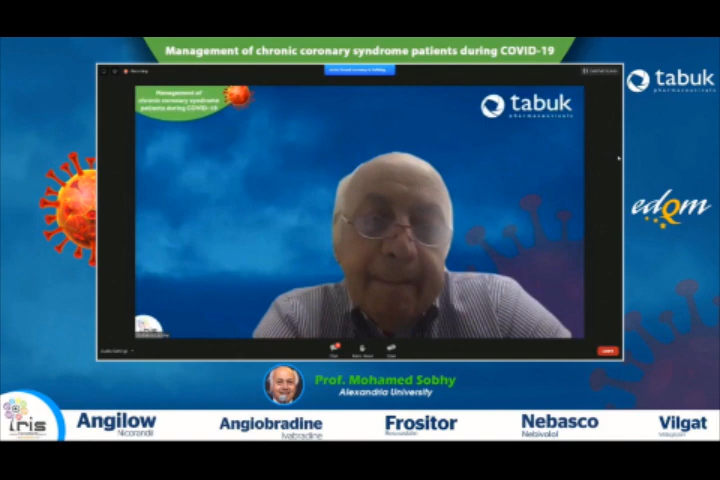 Management of chronic coronary syndrome patients during COVID-19
tabuk
pharmaceuticals
Management of
chronic coronary syndrome
patients during COVID-19
tabuk
pharmaceuticals
edqm
Prof. Mohamed Sobhy
Alexandria University
iris
Angilow
Nicorandil
Angiobradine
Ivabradine
Frositor
Nebasco
Nebivolol
Vilgat